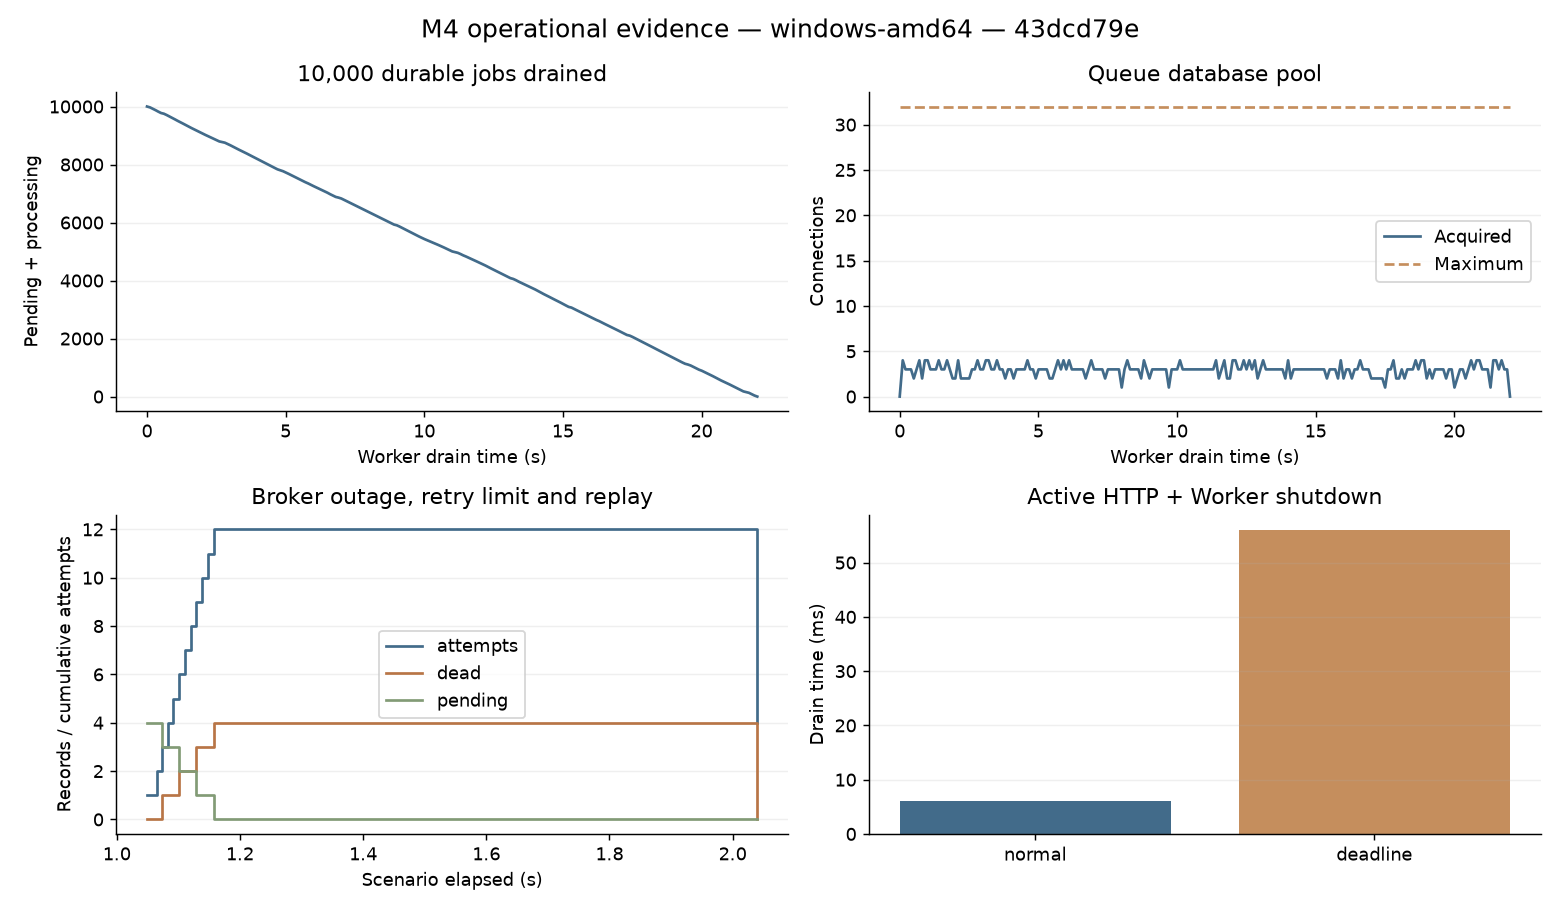 M4 operational evidence — windows-amd64 — 43dcd79e
10,000 durable jobs drained
Pending + processing
10000
8000
6000
4000
2000
0
0 5 10 15 20
Worker drain time (s)
Queue database pool
Connections
30
25
20
15
10
5
0
Acquired
Maximum
0 5 10 15 20
Worker drain time (s)
Broker outage, retry limit and replay
Records / cumulative attempts
12
10
8
6
4
2
0
attempts
dead
pending
1.0 1.2 1.4 1.6 1.8 2.0
Scenario elapsed (s)
Active HTTP + Worker shutdown
Drain time (ms)
50
40
30
20
10
0
normal deadline